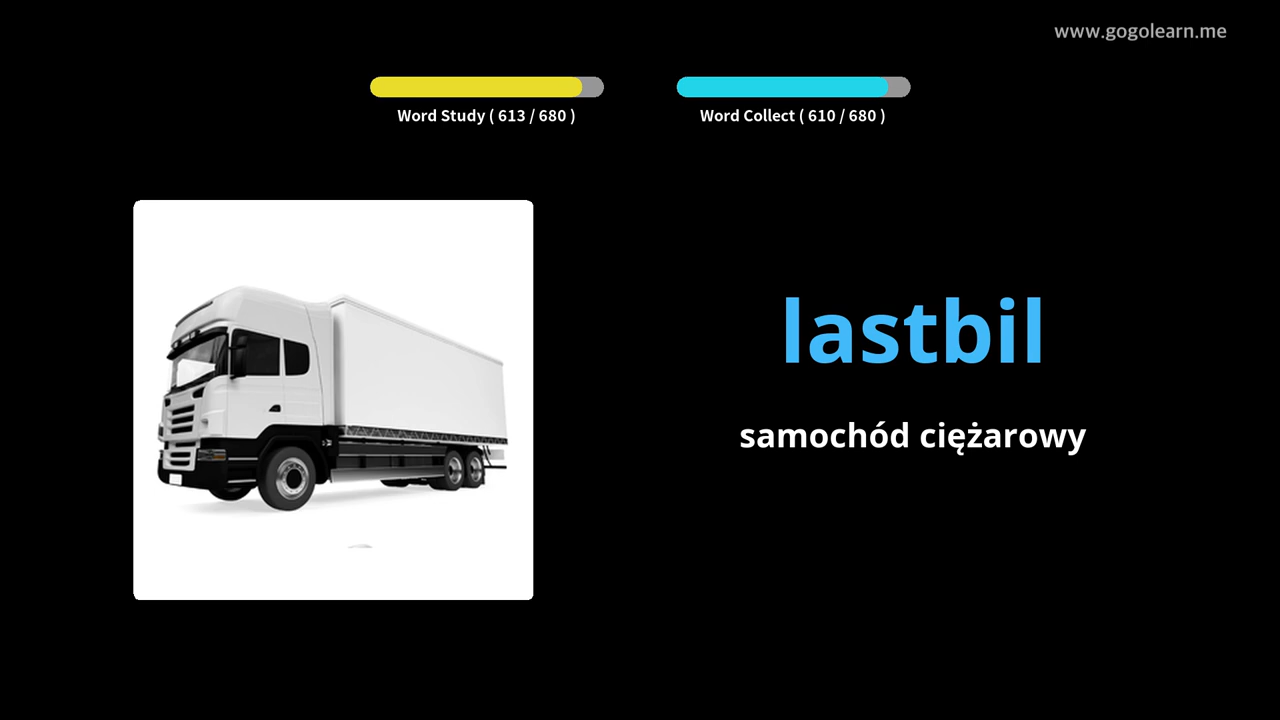 www.gogolearn.me
Word Study ( 613 / 680 )
Word Collect ( 610 / 680 )
lastbil
samochód ciężarowy